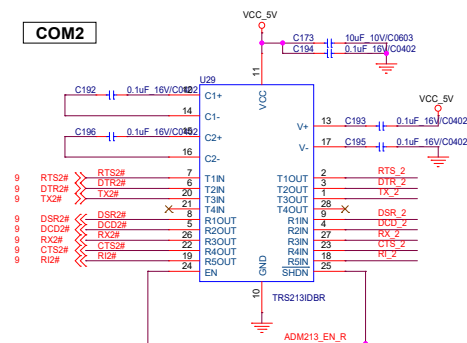 COM2
VCC_5V
C173 10uF_10V/C0603
C194 0.1uF_16V/C0402
U29
11
VCC
C192 0.1uF_16V/C0402
12 C1+
14 C1-
C196 0.1uF_16V/C0402
15 C2+
16 C2-
VCC_5V
V+ 13 C193 0.1uF_16V/C0402
V- 17 C195 0.1uF_16V/C0402
9 RTS2# RTS2# 7 T1IN T1OUT 2 RTS_2
9 DTR2# DTR2# 6 T2IN T2OUT 3 DTR_2
9 TX2# TX2# 20 T3IN T3OUT 1 TX_2
21 T4IN T4OUT 28
9 DSR2# DSR2# 8 R1OUT R1IN 9 DSR_2
9 DCD2# DCD2# 5 R2OUT R2IN 4 DCD_2
9 RX2# RX2# 26 R3OUT R3IN 27 RX_2
9 CTS2# CTS2# 22 R4OUT R4IN 23 CTS_2
9 RI2# RI2# 19 R5OUT R5IN 18 RI_2
24 EN SHDN 25
GND
10
TRS213IDBR
ADM213_EN_R